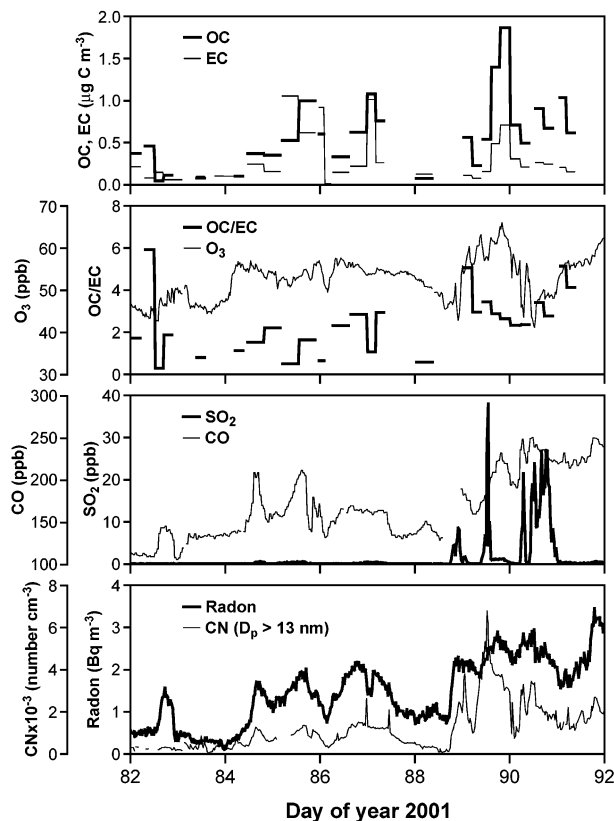 2.0
1.5
1.0
0.5
0.0
OC, EC (μg C m⁻³)
OC
EC
70
60
50
40
30
O₃ (ppb)
8
6
4
2
0
OC/EC
OC/EC
O₃
300
250
200
150
100
CO (ppb)
40
30
20
10
0
SO₂ (ppb)
SO₂
CO
8
6
4
2
0
CNx10⁻³ (number cm⁻³)
4
3
2
1
0
Radon (Bq m⁻³)
Radon
CN (Dₚ > 13 nm)
82 84 86 88 90 92
Day of year 2001